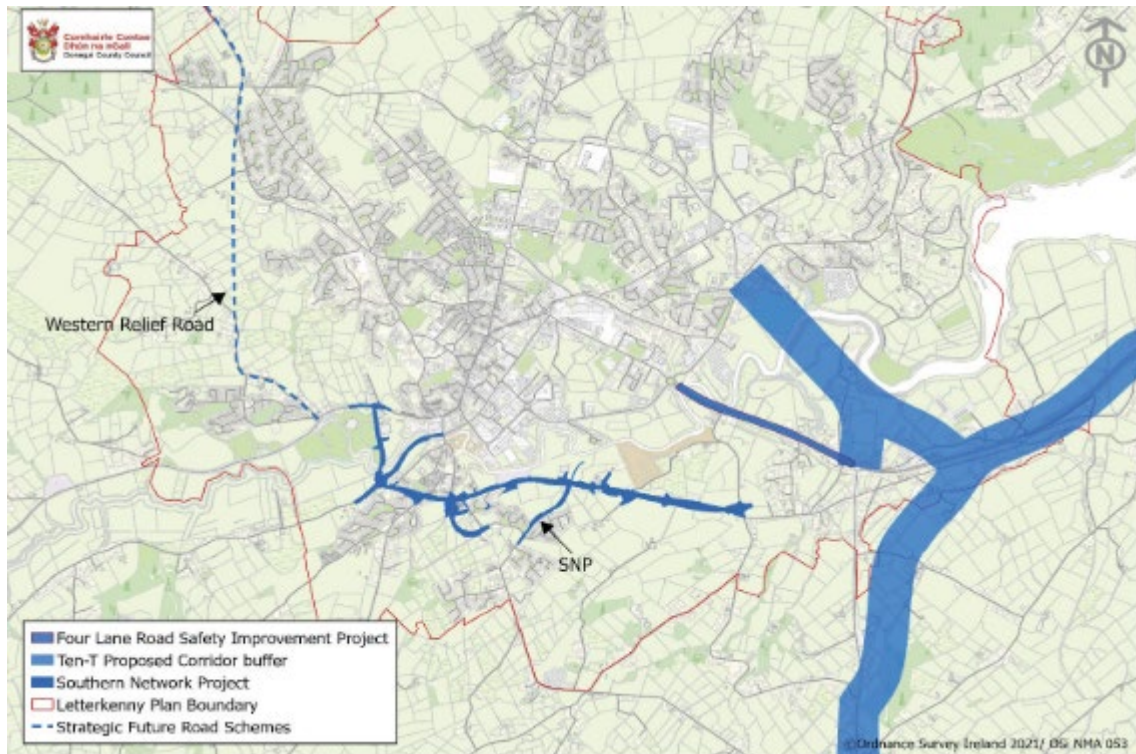 Comhairle Contae
Dhún na nGall
Donegal County Council
N
Western Relief Road
SNP
Four Lane Road Safety Improvement Project
Ten-T Proposed Corridor buffer
Southern Network Project
Letterkenny Plan Boundary
Strategic Future Road Schemes
©Ordnance Survey Ireland 2021/ OSi NMA 053